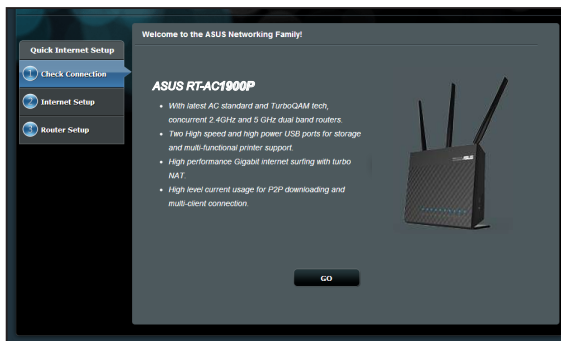 Welcome to the ASUS Networking Family!
Quick Internet Setup
1 Check Connection
2 Internet Setup
3 Router Setup
ASUS RT-AC1900P
• With latest AC standard and TurboQAM tech,
concurrent 2.4GHz and 5 GHz dual band routers.
• Two High speed and high power USB ports for storage
and multi-functional printer support.
• High performance Gigabit internet surfing with turbo
NAT.
• High level current usage for P2P downloading and
multi-client connection.
GO